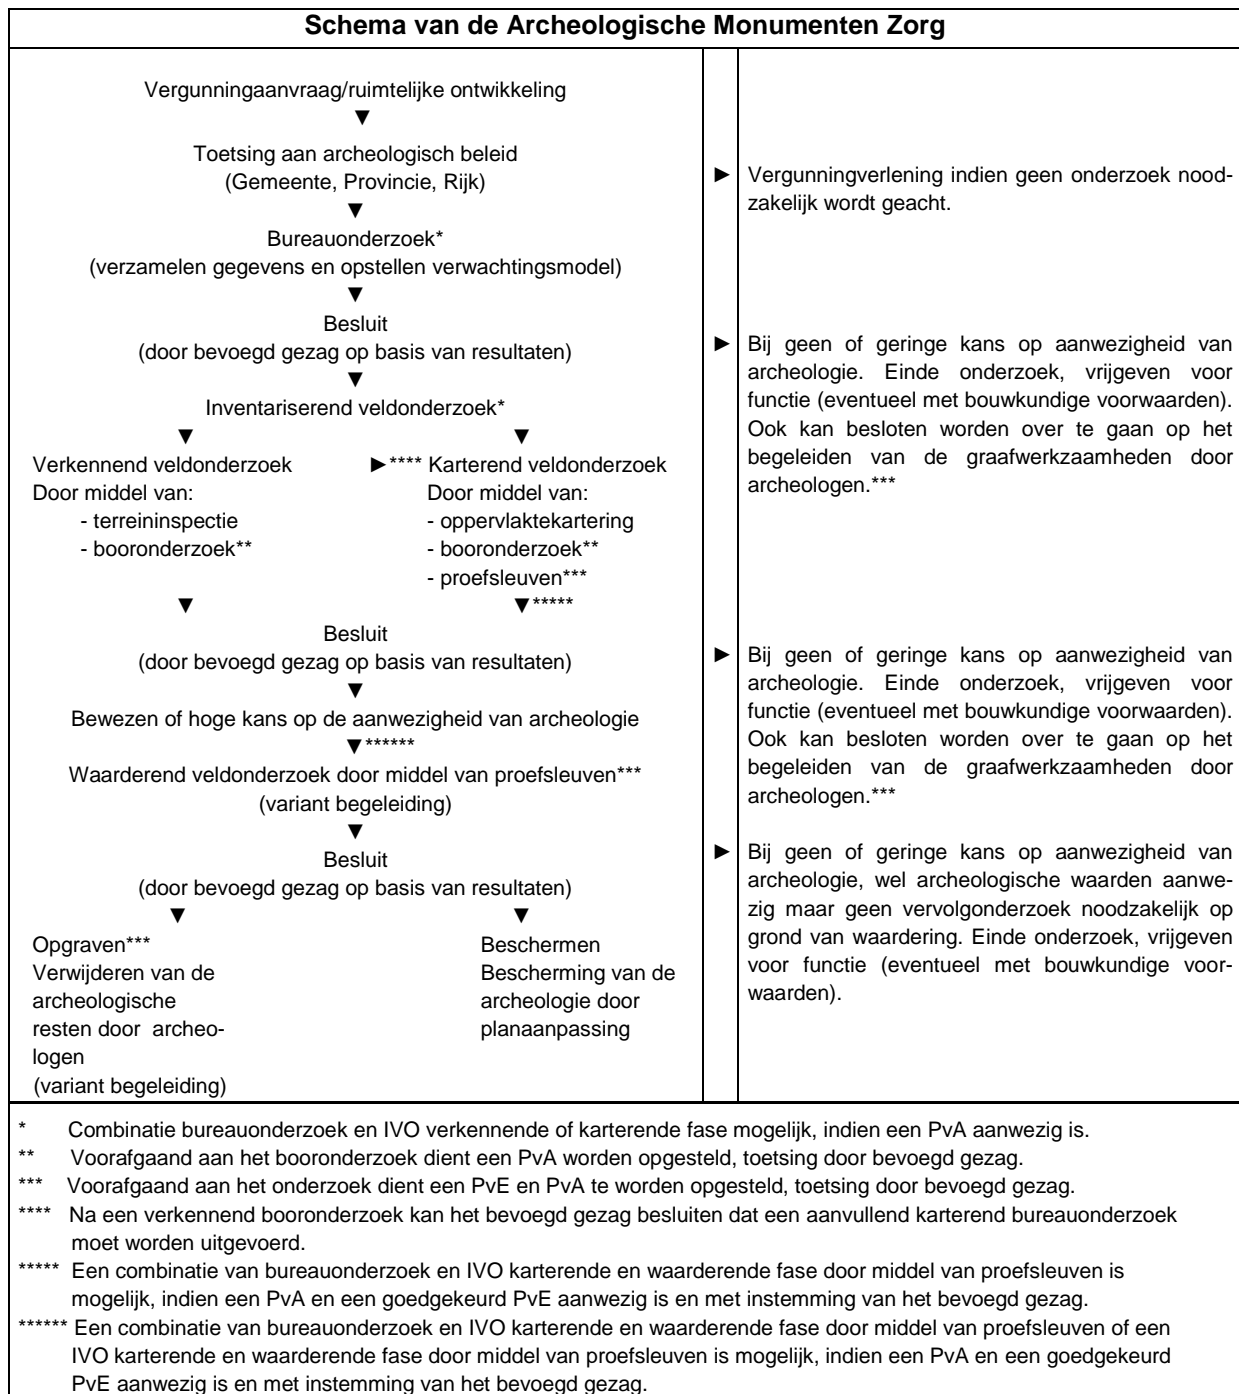 Schema van de Archeologische Monumenten Zorg
Vergunningaanvraag/ruimtelijke ontwikkeling
▼
Toetsing aan archeologisch beleid
(Gemeente, Provincie, Rijk)
▼
Bureauonderzoek*
(verzamelen gegevens en opstellen verwachtingsmodel)
▼
Besluit
(door bevoegd gezag op basis van resultaten)
▼
Inventariserend veldonderzoek*
▼ ▼
Verkennend veldonderzoek ►**** Karterend veldonderzoek
Door middel van: Door middel van:
- terreininspectie - oppervlaktekartering
- booronderzoek** - booronderzoek**
- proefsleuven***
▼ ▼*****
Besluit
(door bevoegd gezag op basis van resultaten)
▼
Bewezen of hoge kans op de aanwezigheid van archeologie
▼******
Waarderend veldonderzoek door middel van proefsleuven***
(variant begeleiding)
▼
Besluit
(door bevoegd gezag op basis van resultaten)
▼ ▼
Opgraven*** Beschermen
Verwijderen van de Bescherming van de
archeologische archeologie door
resten door archeo- planaanpassing
logen
(variant begeleiding)
► Vergunningverlening indien geen onderzoek nood-
zakelijk wordt geacht.
► Bij geen of geringe kans op aanwezigheid van
archeologie. Einde onderzoek, vrijgeven voor
functie (eventueel met bouwkundige voorwaarden).
Ook kan besloten worden over te gaan op het
begeleiden van de graafwerkzaamheden door
archeologen.***
► Bij geen of geringe kans op aanwezigheid van
archeologie. Einde onderzoek, vrijgeven voor
functie (eventueel met bouwkundige voorwaarden).
Ook kan besloten worden over te gaan op het
begeleiden van de graafwerkzaamheden door
archeologen.***
► Bij geen of geringe kans op aanwezigheid van
archeologie, wel archeologische waarden aanwe-
zig maar geen vervolgonderzoek noodzakelijk op
grond van waardering. Einde onderzoek, vrijgeven
voor functie (eventueel met bouwkundige voor-
waarden).
* Combinatie bureauonderzoek en IVO verkennende of karterende fase mogelijk, indien een PvA aanwezig is.
** Voorafgaand aan het booronderzoek dient een PvA worden opgesteld, toetsing door bevoegd gezag.
*** Voorafgaand aan het onderzoek dient een PvE en PvA te worden opgesteld, toetsing door bevoegd gezag.
**** Na een verkennend booronderzoek kan het bevoegd gezag besluiten dat een aanvullend karterend bureauonderzoek
moet worden uitgevoerd.
***** Een combinatie van bureauonderzoek en IVO karterende en waarderende fase door middel van proefsleuven is
mogelijk, indien een PvA en een goedgekeurd PvE aanwezig is en met instemming van het bevoegd gezag.
****** Een combinatie van bureauonderzoek en IVO karterende en waarderende fase door middel van proefsleuven of een
IVO karterende en waarderende fase door middel van proefsleuven is mogelijk, indien een PvA en een goedgekeurd
PvE aanwezig is en met instemming van het bevoegd gezag.